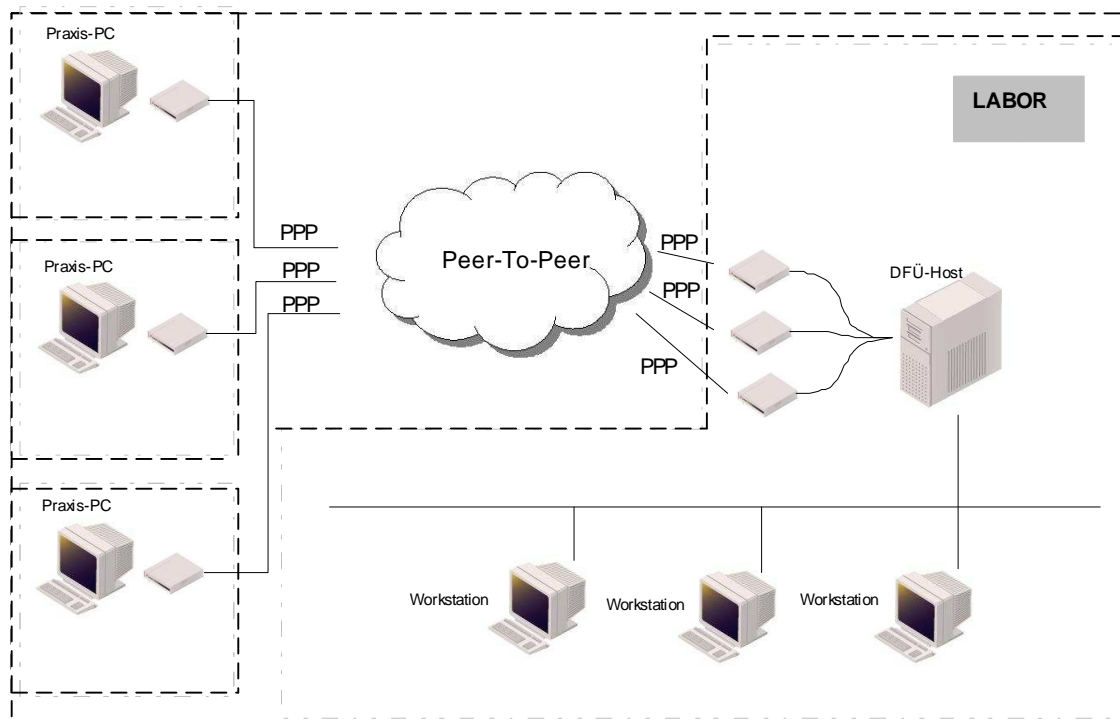 Praxis-PC
LABOR
PPP
PPP
Peer-To-Peer
Praxis-PC
DFÜ-Host
PPP
PPP
PPP
PPP
Praxis-PC
Workstation
Workstation
Workstation